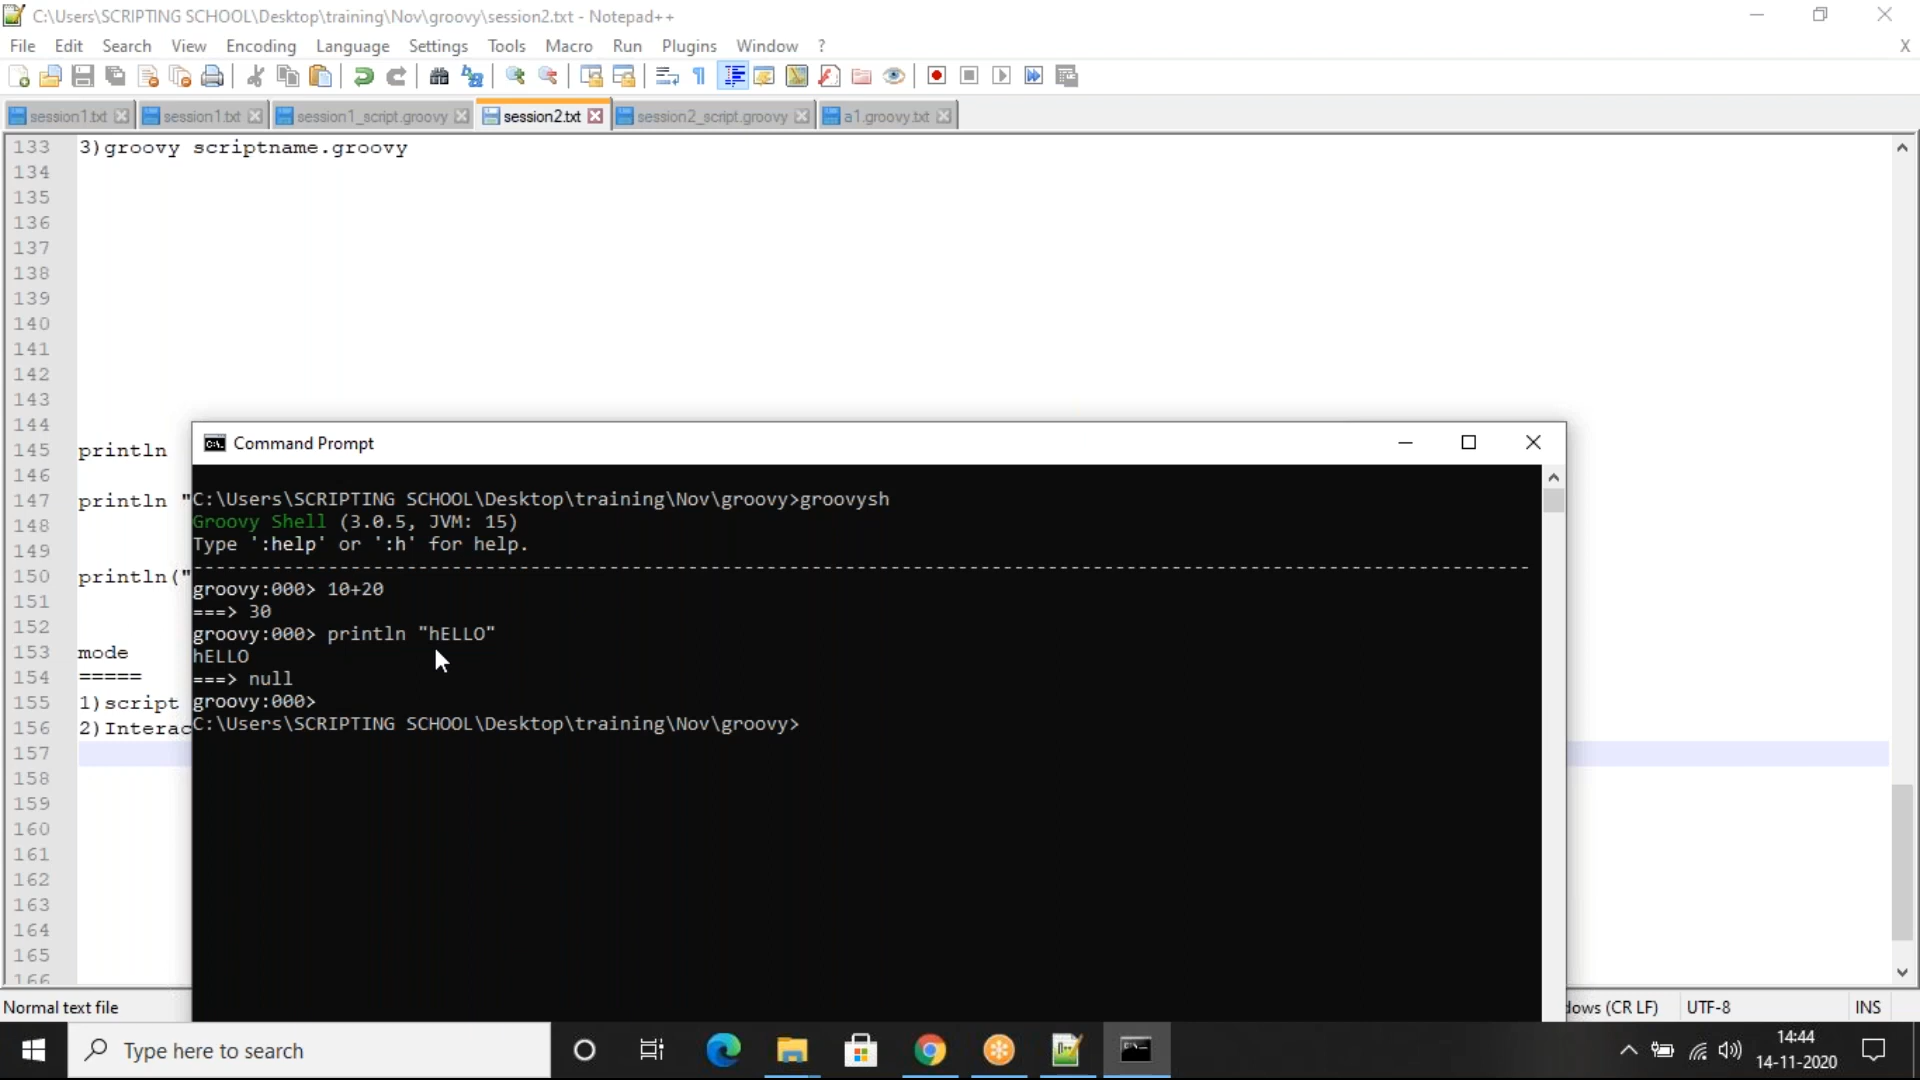 C:\Users\SCRIPTING SCHOOL\Desktop\training\Nov\groovy\session2.txt - Notepad++
File Edit Search View Encoding Language Settings Tools Macro Run Plugins Window ? X
session1.txt session1.txt session1_script.groovy session2.txt session2_script.groovy a1.groovy.txt
133 3)groovy scriptname.groovy
134
135
136
137
138
139
140
141
142
143
144
145 println
146
147 println "
148
149
150 println("
151
152
153 mode
154 =====
155 1)script
156 2)Interac
157
158
159
160
161
162
163
164
165
166
Command Prompt
C:\Users\SCRIPTING SCHOOL\Desktop\training\Nov\groovy>groovysh
Groovy Shell (3.0.5, JVM: 15)
Type ':help' or ':h' for help.
groovy:000> 10+20
===> 30
groovy:000> println "hELLO"
hELLO
===> null
groovy:000>
C:\Users\SCRIPTING SCHOOL\Desktop\training\Nov\groovy>
Normal text file dows (CR LF) UTF-8 INS
Type here to search
14:44
14-11-2020